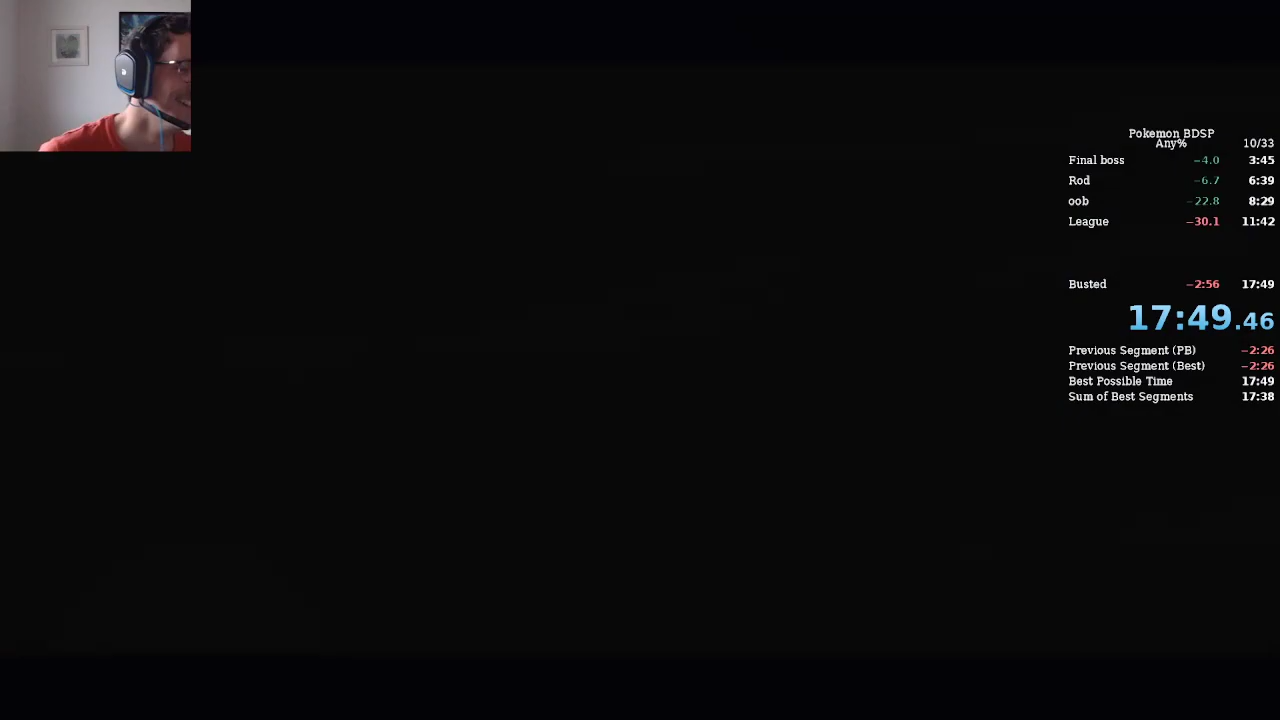 Pokemon BDSP
Any% 10/33
Final boss −4.0 3:45
Rod −6.7 6:39
oob −22.8 8:29
League −30.1 11:42
Busted −2:56 17:49
17:49.46
Previous Segment (PB) −2:26
Previous Segment (Best) −2:26
Best Possible Time 17:49
Sum of Best Segments 17:38